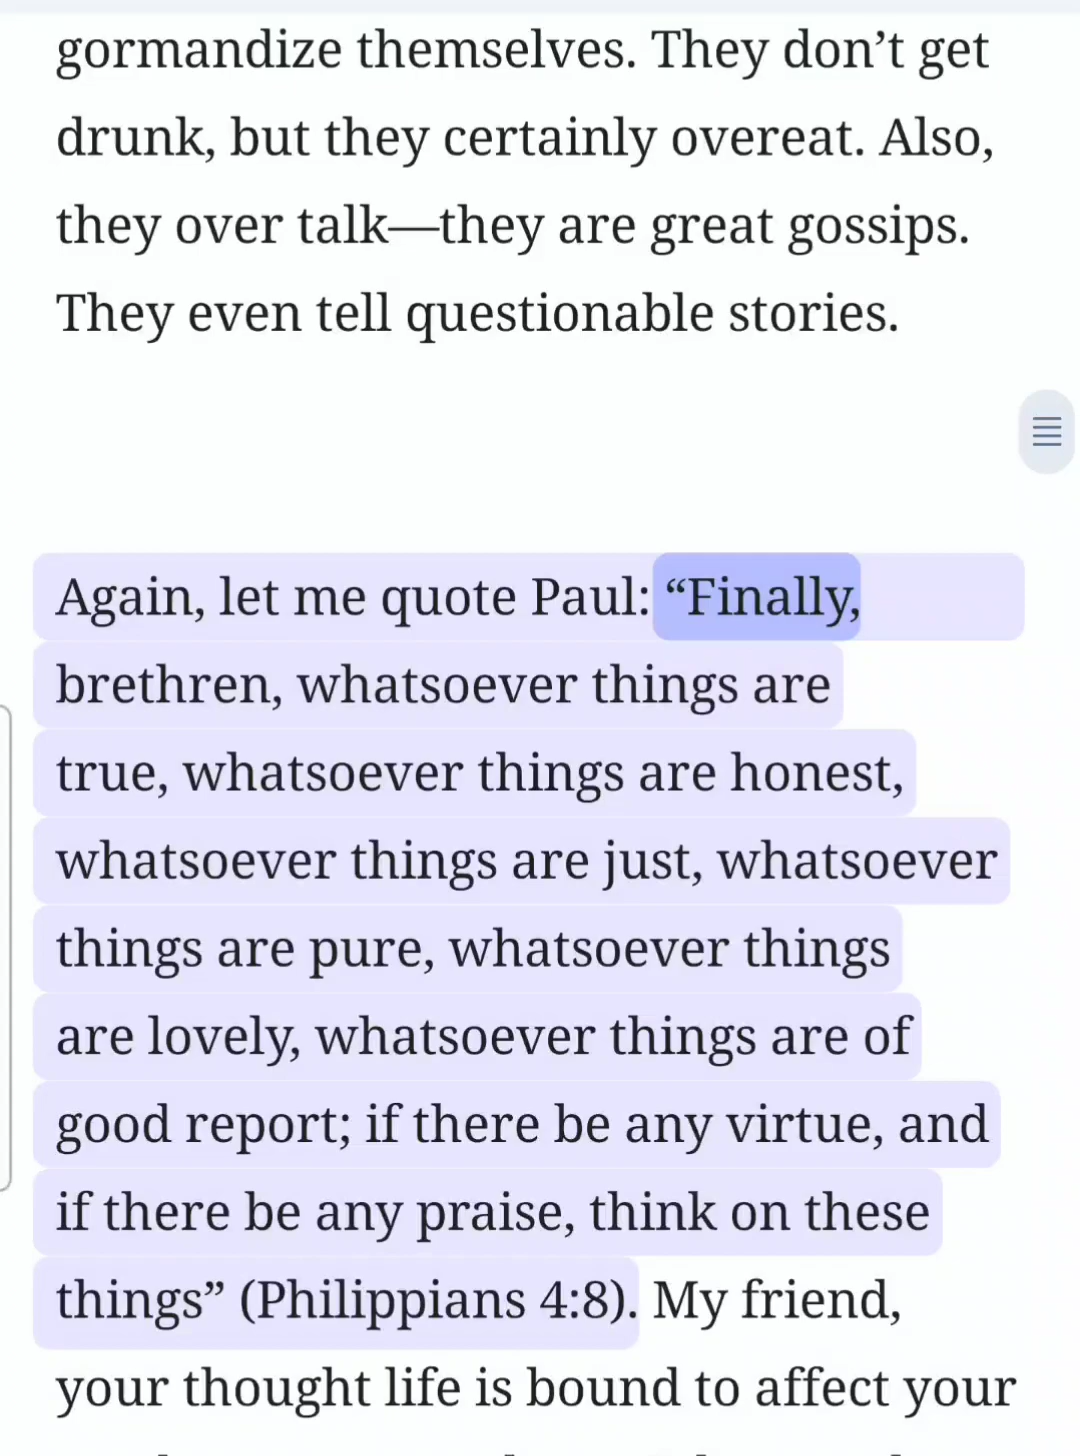 gormandize themselves. They don’t get
drunk, but they certainly overeat. Also,
they over talk—they are great gossips.
They even tell questionable stories.
Again, let me quote Paul: “Finally,
brethren, whatsoever things are
true, whatsoever things are honest,
whatsoever things are just, whatsoever
things are pure, whatsoever things
are lovely, whatsoever things are of
good report; if there be any virtue, and
if there be any praise, think on these
things” (Philippians 4:8). My friend,
your thought life is bound to affect your